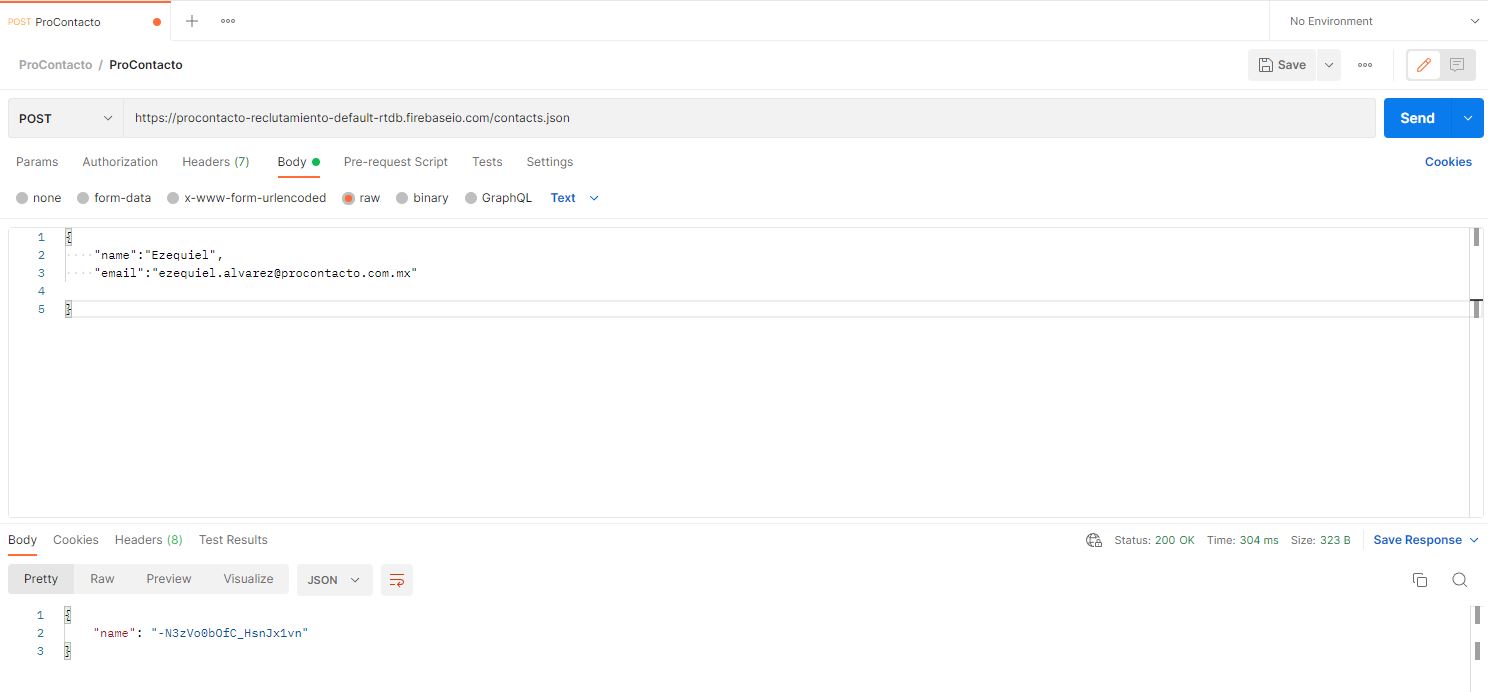 POST ProContacto
No Environment
ProContacto / ProContacto
Save
POST https://procontacto-reclutamiento-default-rtdb.firebaseio.com/contacts.json Send
Params Authorization Headers (7) Body Pre-request Script Tests Settings Cookies
none form-data x-www-form-urlencoded raw binary GraphQL Text
1 {
2 "name":"Ezequiel",
3 "email":"ezequiel.alvarez@procontacto.com.mx"
4
5 }
Body Cookies Headers (8) Test Results Status: 200 OK Time: 304 ms Size: 323 B Save Response
Pretty Raw Preview Visualize JSON
1 {
2 "name": "-N3zVo0bOfC_HsnJx1vn"
3 }